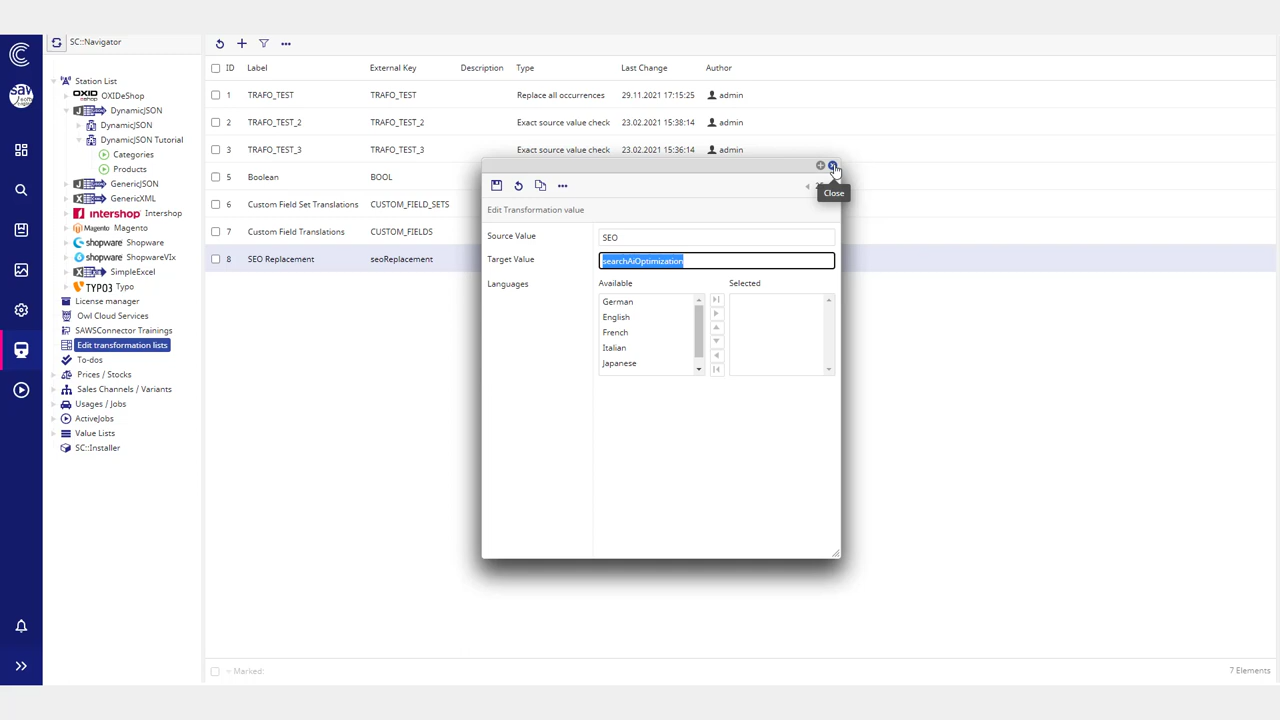 SC::Navigator
Station List
OXID eshop OXIDeShop
DynamicJSON
DynamicJSON
DynamicJSON Tutorial
Categories
Products
GenericJSON
GenericXML
intershop Intershop
Magento Magento
shopware Shopware
shopware ShopwareVIx
SimpleExcel
TYPO3 Typo
License manager
Owl Cloud Services
SAWSConnector Trainings
Edit transformation lists
To-dos
Prices / Stocks
Sales Channels / Variants
Usages / Jobs
ActiveJobs
Value Lists
SC::Installer
ID Label External Key Description Type Last Change Author
1 TRAFO_TEST TRAFO_TEST Replace all occurrences 29.11.2021 17:15:25 admin
2 TRAFO_TEST_2 TRAFO_TEST_2 Exact source value check 23.02.2021 15:38:14 admin
3 TRAFO_TEST_3 TRAFO_TEST_3 Exact source value check 23.02.2021 15:36:14 admin
5 Boolean BOOL
6 Custom Field Set Translations CUSTOM_FIELD_SETS
7 Custom Field Translations CUSTOM_FIELDS
8 SEO Replacement seoReplacement
Close
Edit Transformation value
Source Value SEO
Target Value searchAiOptimization
Languages Available Selected
German
English
French
Italian
Japanese
Marked:
7 Elements